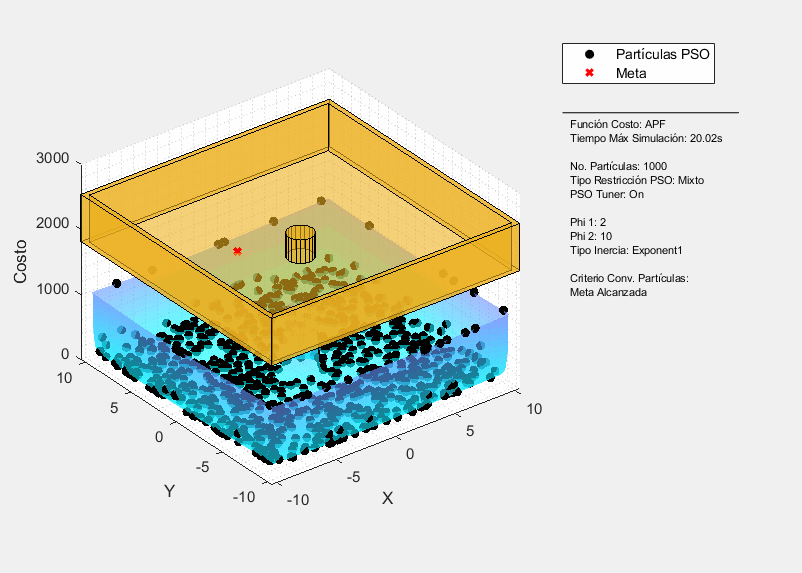 Partículas PSO
Meta
Función Costo: APF
Tiempo Máx Simulación: 20.02s
No. Partículas: 1000
Tipo Restricción PSO: Mixto
PSO Tuner: On
Phi 1: 2
Phi 2: 10
Tipo Inercia: Exponent1
Criterio Conv. Partículas:
Meta Alcanzada
Costo
3000
2000
1000
0
10
5
0
-5
-10
Y
-10
-5
0
5
10
X